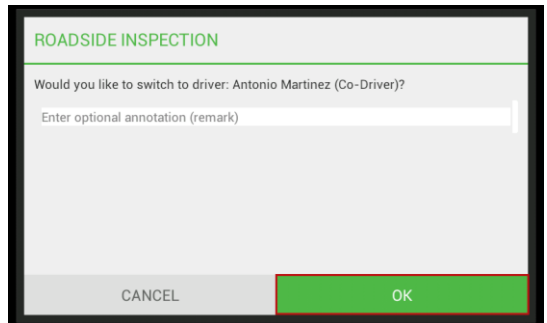 ROADSIDE INSPECTION
Would you like to switch to driver: Antonio Martinez (Co-Driver)?
Enter optional annotation (remark)
CANCEL
OK